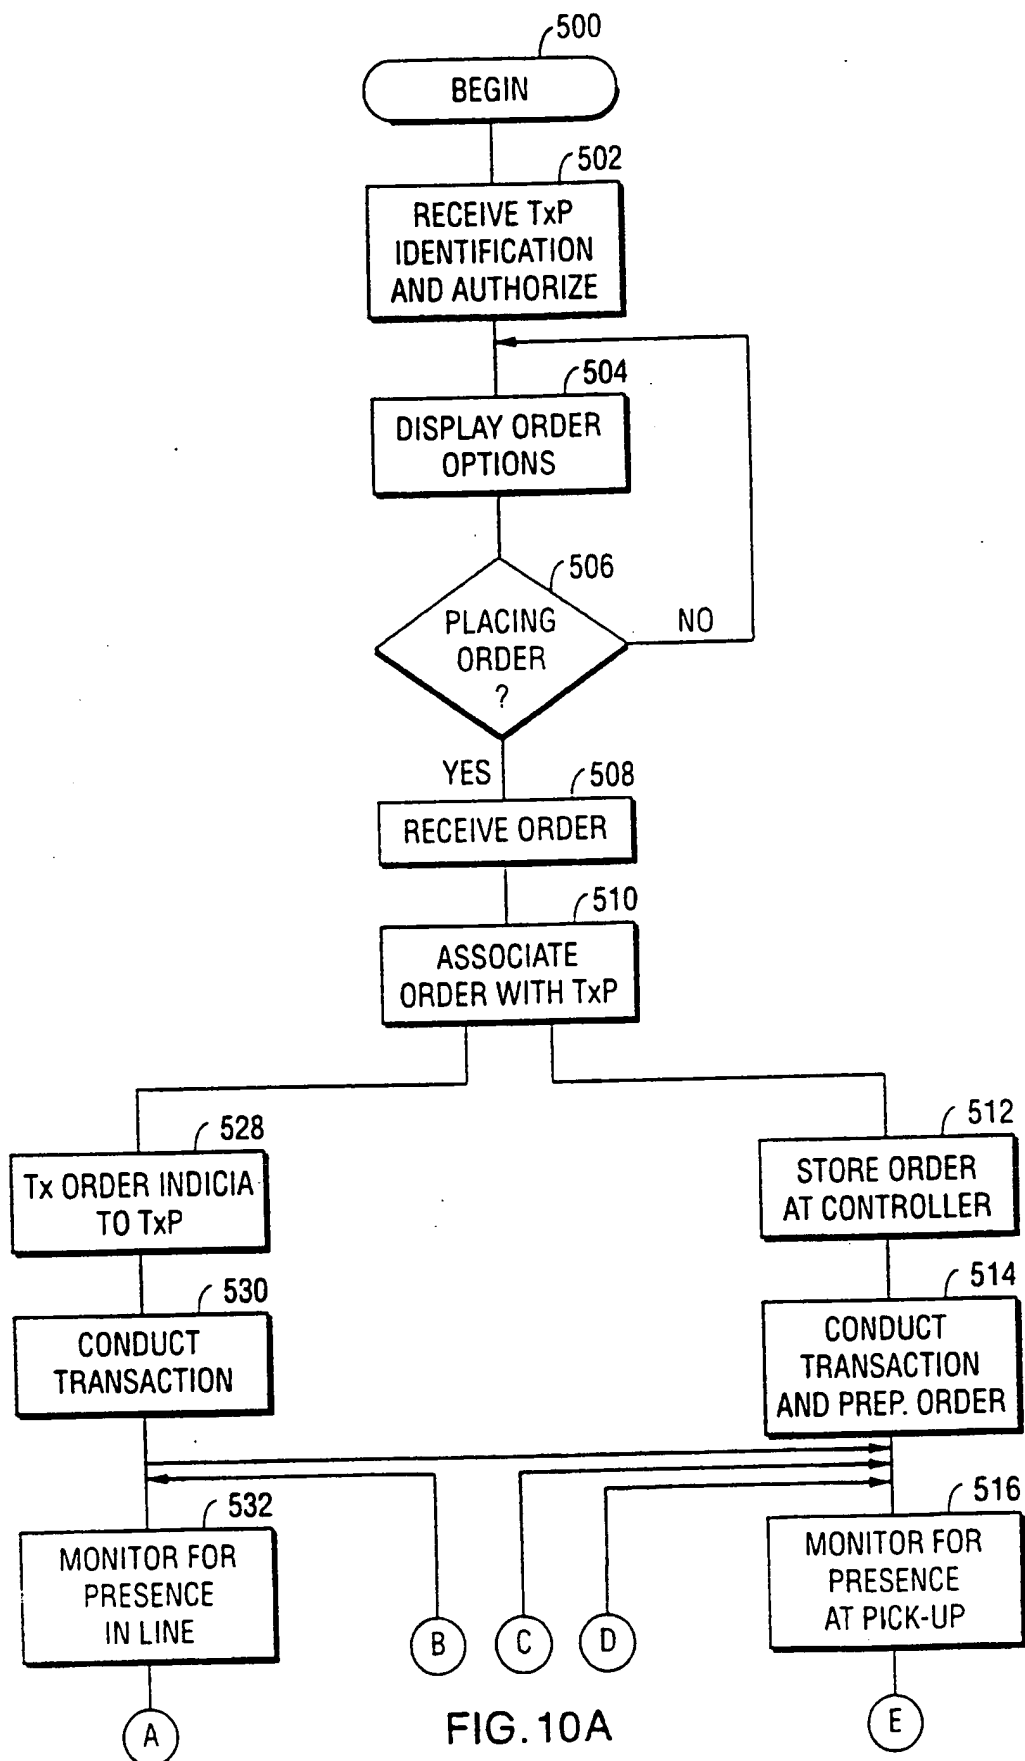 500
BEGIN
502
RECEIVE TxP
IDENTIFICATION
AND AUTHORIZE
504
DISPLAY ORDER
OPTIONS
506
PLACING
ORDER
?
NO
YES
508
RECEIVE ORDER
510
ASSOCIATE
ORDER WITH TxP
528
Tx ORDER INDICIA
TO TxP
530
CONDUCT
TRANSACTION
532
MONITOR FOR
PRESENCE
IN LINE
A
B
C
D
512
STORE ORDER
AT CONTROLLER
514
CONDUCT
TRANSACTION
AND PREP. ORDER
516
MONITOR FOR
PRESENCE
AT PICK-UP
E
FIG. 10A